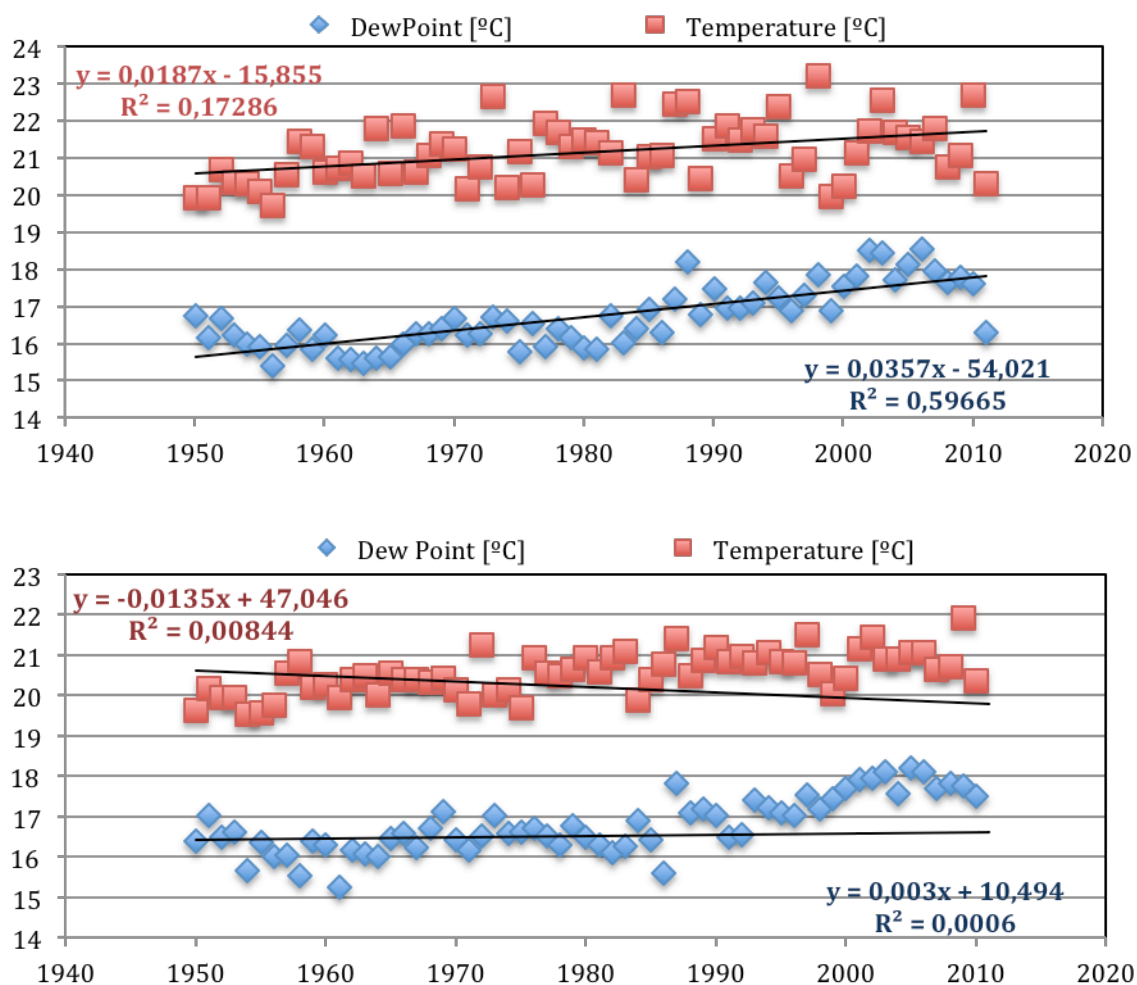 DewPoint [ºC] Temperature [ºC]
24
y = 0,0187x - 15,855
23
R² = 0,17286
22
21
20
19
18
17
16
y = 0,0357x - 54,021
15
R² = 0,59665
14
1940 1950 1960 1970 1980 1990 2000 2010 2020
Dew Point [ºC] Temperature [ºC]
23
y = -0,0135x + 47,046
22
R² = 0,00844
21
20
19
18
17
16
15
y = 0,003x + 10,494
R² = 0,0006
14
1940 1950 1960 1970 1980 1990 2000 2010 2020